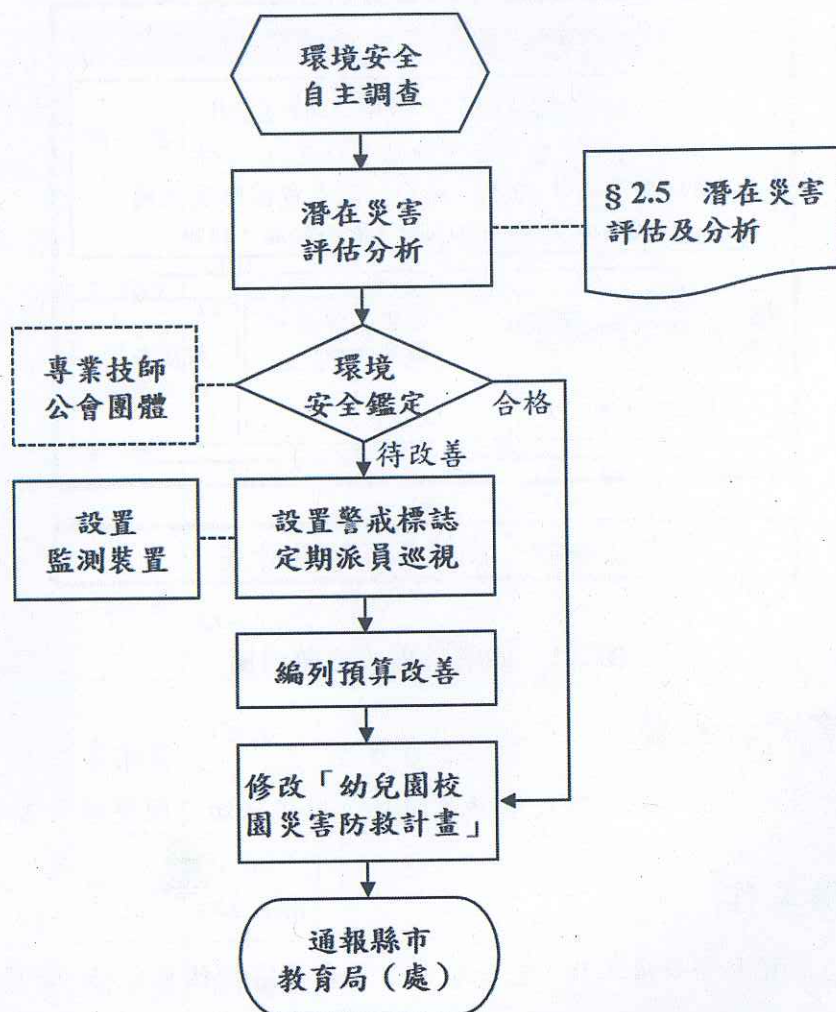 環境安全
自主調查
潛在災害
評估分析
§ 2.5 潛在災害
評估及分析
專業技師
公會團體
環境
安全鑑定
合格
待改善
設置
監測裝置
設置警戒標誌
定期派員巡視
編列預算改善
修改「幼兒園校
園災害防救計畫」
通報縣市
教育局（處）